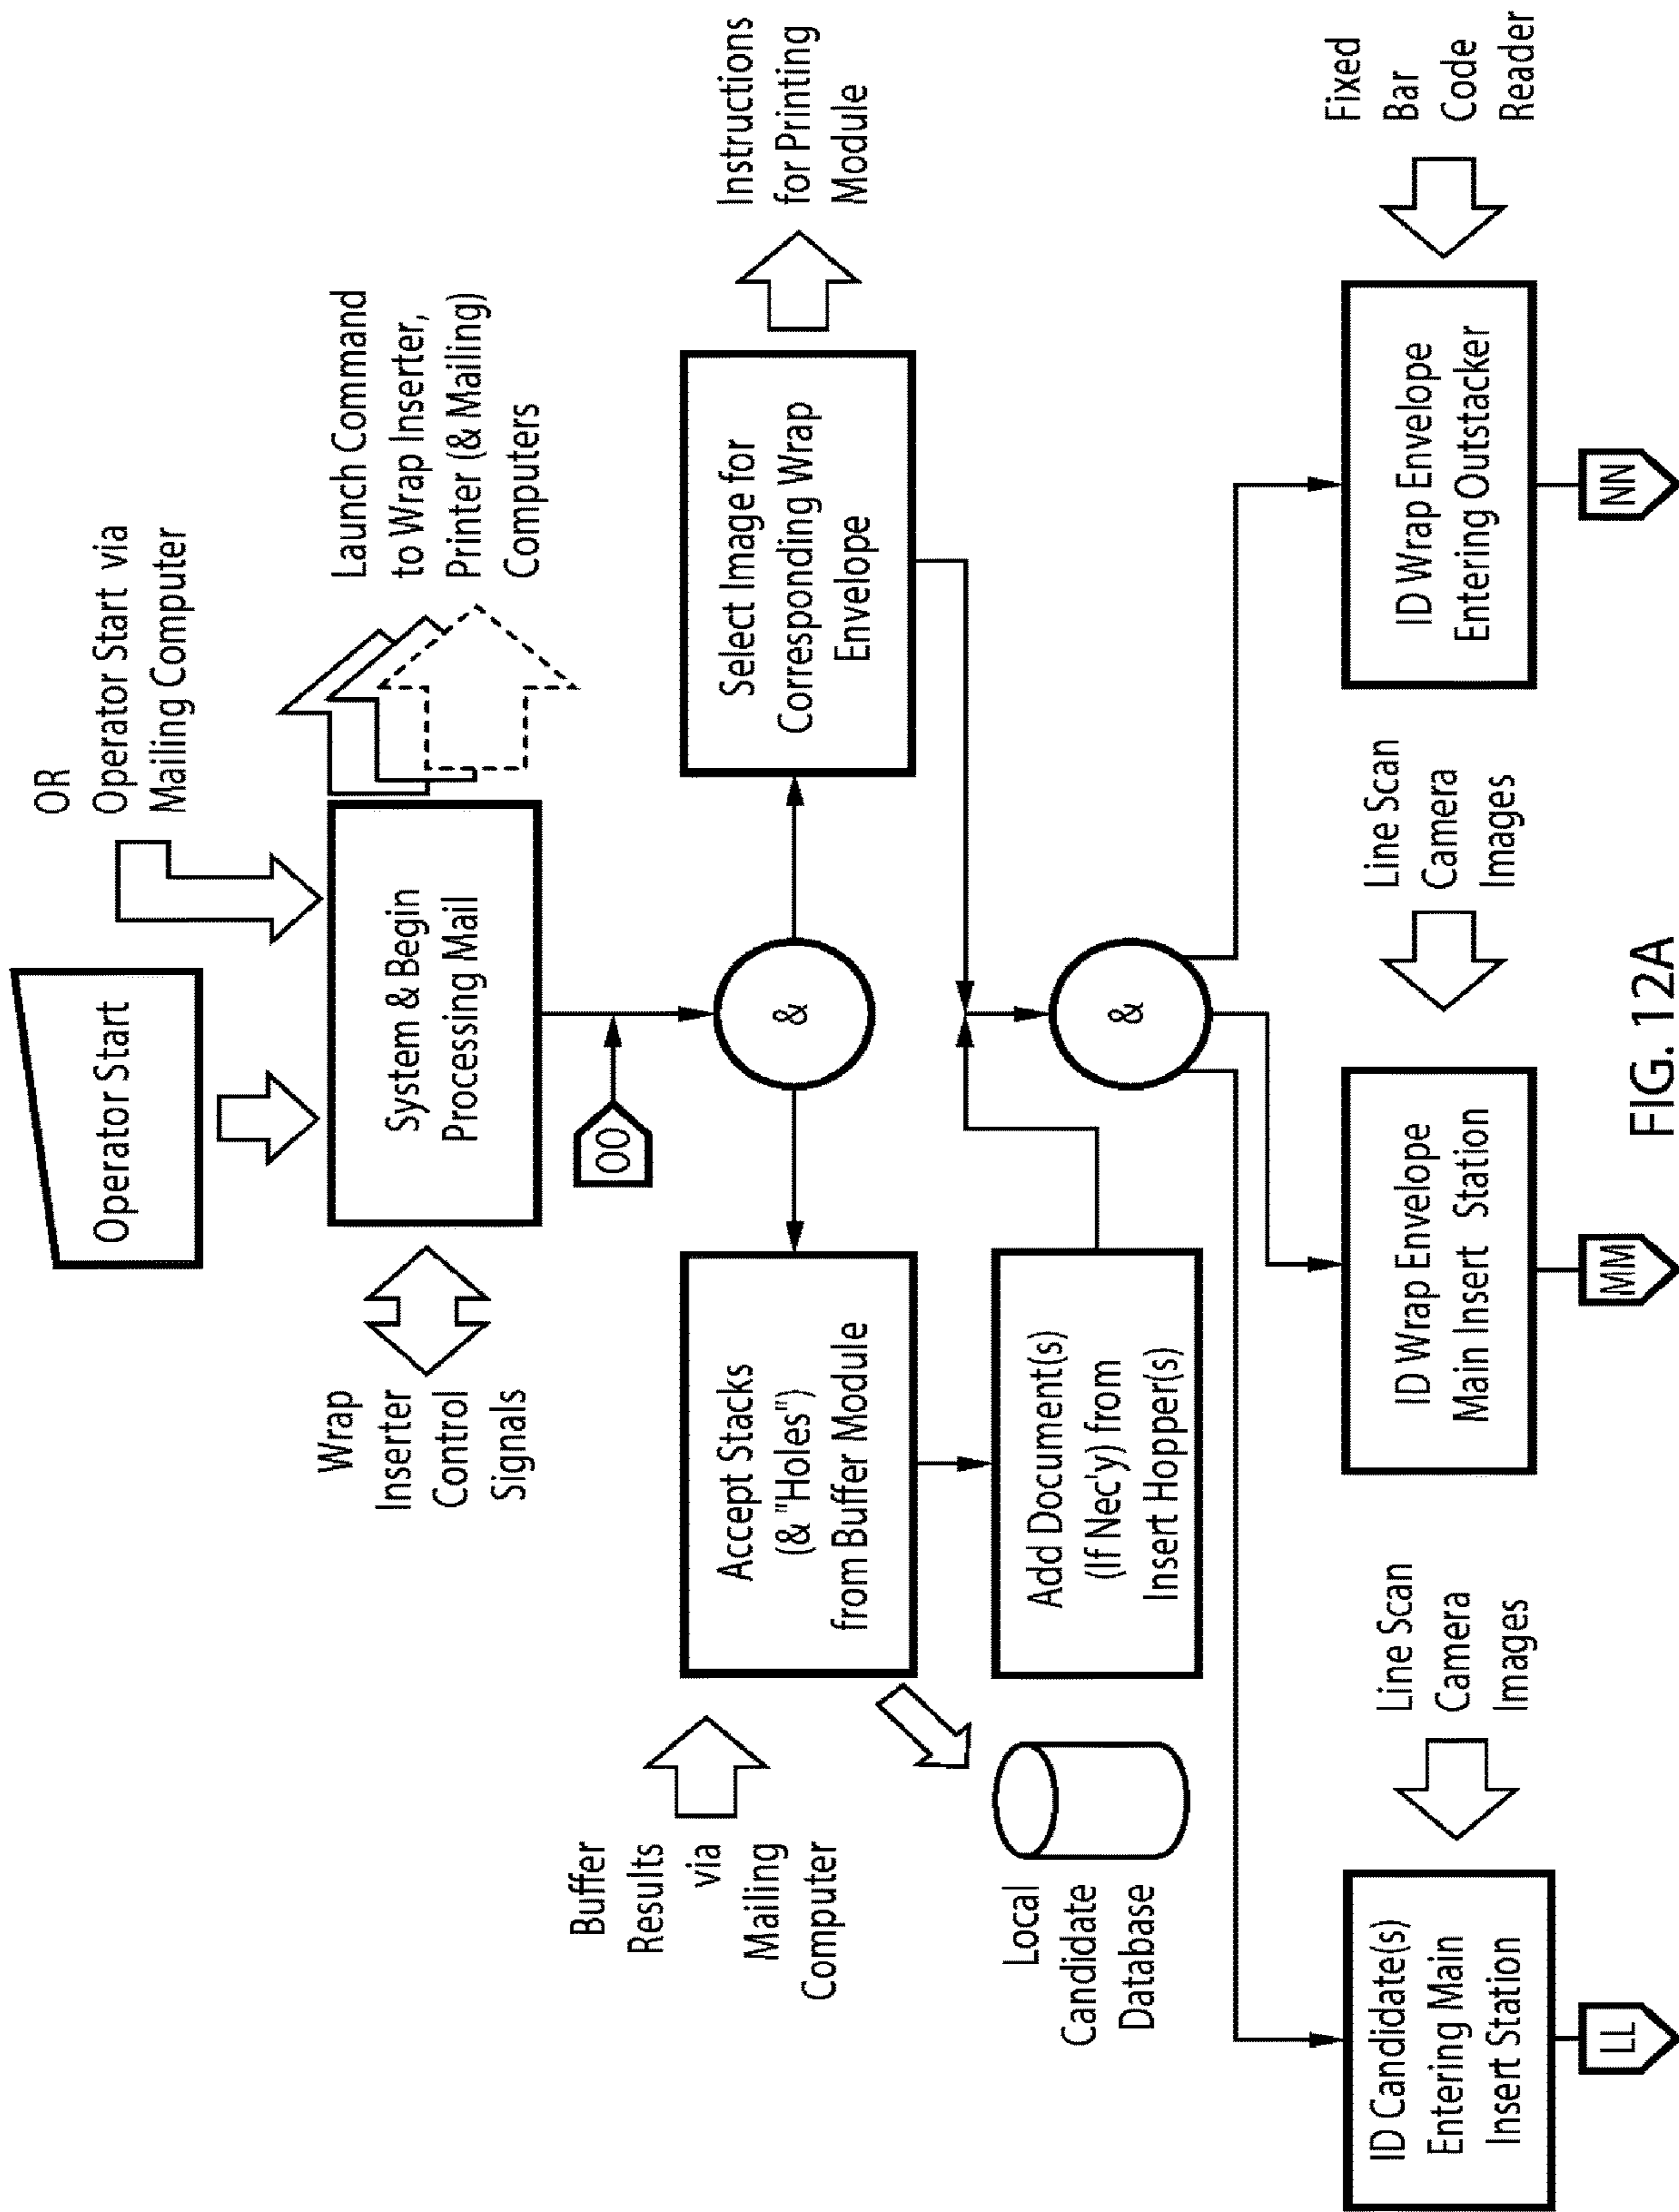 Operator Start
OR
Operator Start via
Mailing Computer
Wrap
Inserter
Control
Signals
System & Begin
Processing Mail
Launch Command
to Wrap Inserter,
Printer (& Mailing)
Computers
OO
&
Buffer
Results
via
Mailing
Computer
Accept Stacks
(& "Holes")
from Buffer Module
Select Image for
Corresponding Wrap
Envelope
Instructions
for Printing
Module
Local
Candidate
Database
Add Document(s)
(If Nec'y) from
Insert Hopper(s)
&
Line Scan
Camera
Images
Line Scan
Camera
Images
Fixed
Bar
Code
Reader
ID Candidate(s)
Entering Main
Insert Station
ID Wrap Envelope
Main Insert Station
ID Wrap Envelope
Entering Outstacker
LL
MM
NN
FIG. 12A